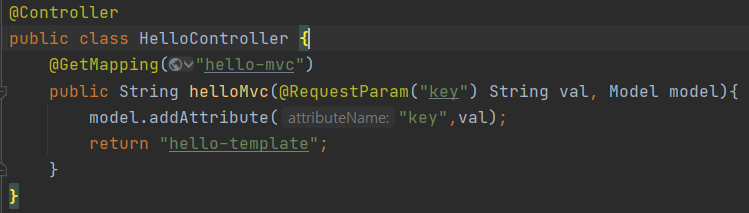 @Controller
public class HelloController {
@GetMapping("hello-mvc")
public String helloMvc(@RequestParam("key") String val, Model model){
model.addAttribute( attributeName: "key",val);
return "hello-template";
}
}